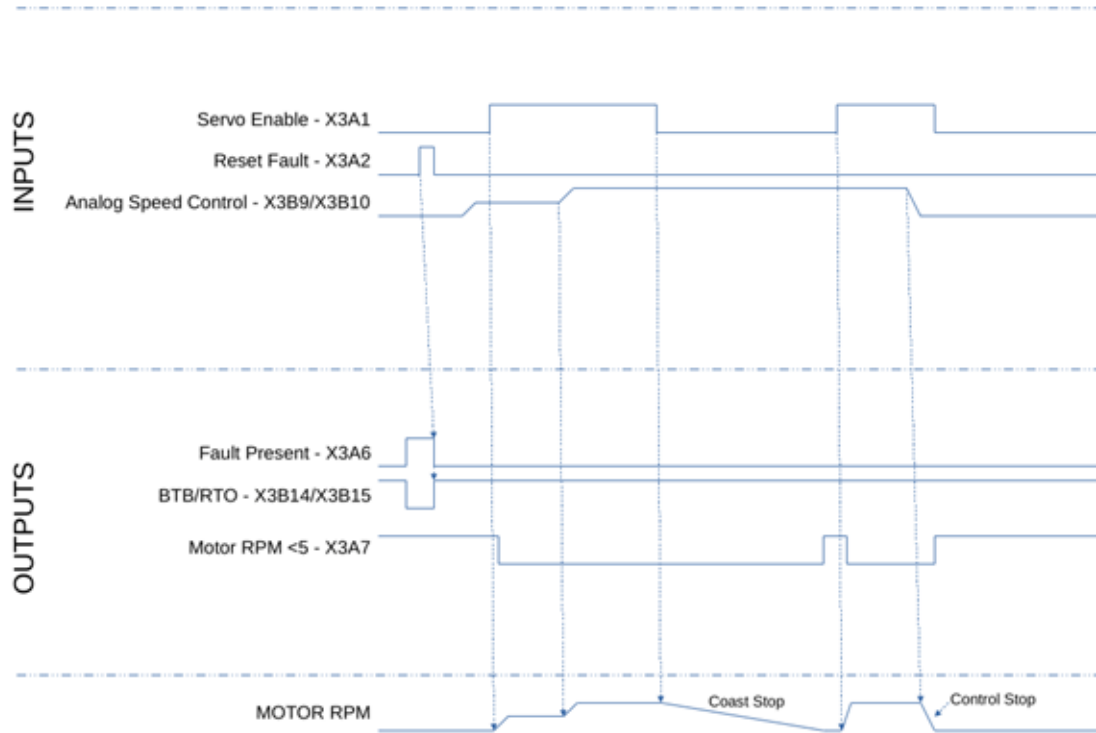 INPUTS
Servo Enable - X3A1
Reset Fault - X3A2
Analog Speed Control - X3B9/X3B10
OUTPUTS
Fault Present - X3A6
BTB/RTO - X3B14/X3B15
Motor RPM <5 - X3A7
MOTOR RPM
Coast Stop
Control Stop